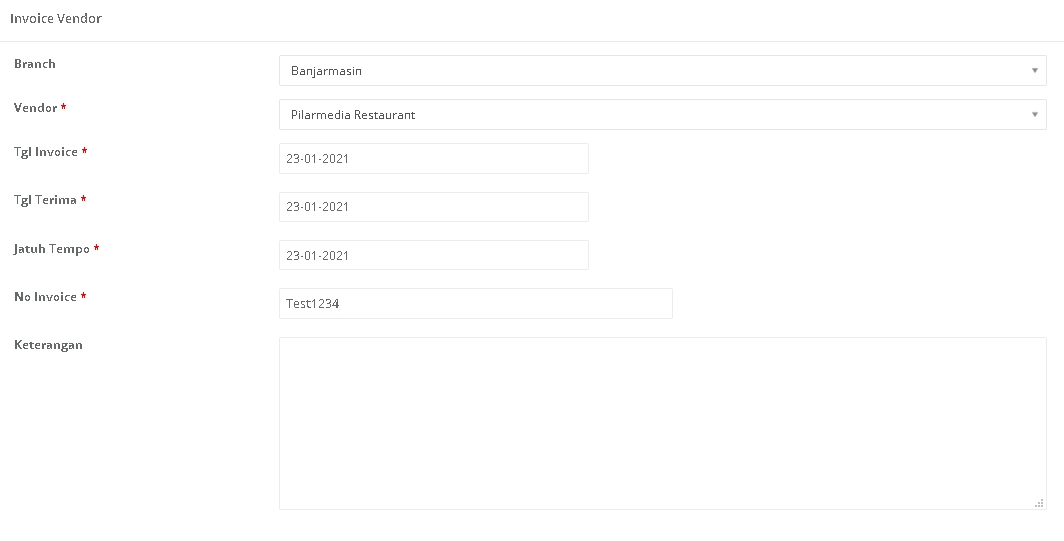 Invoice Vendor
Branch
Banjarmasin
Vendor *
Pilarmedia Restaurant
Tgl Invoice *
23-01-2021
Tgl Terima *
23-01-2021
Jatuh Tempo *
23-01-2021
No Invoice *
Test1234
Keterangan